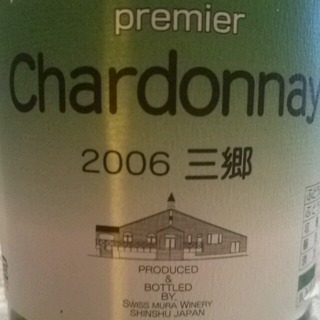 premier
Chardonnay
2006 三郷
PRODUCED
&
BOTTLED
BY.
SWISS MURA WINERY
SHINSHU JAPAN